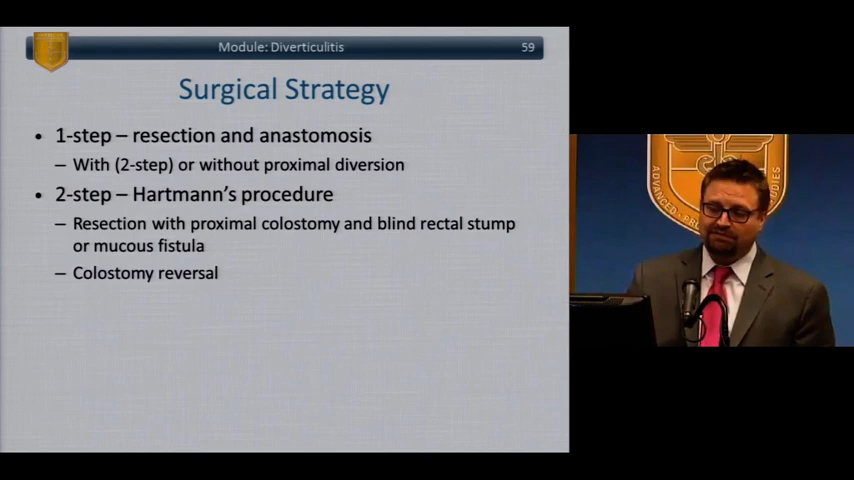 Module: Diverticulitis
59
Surgical Strategy
• 1-step – resection and anastomosis
– With (2-step) or without proximal diversion
• 2-step – Hartmann's procedure
– Resection with proximal colostomy and blind rectal stump
or mucous fistula
– Colostomy reversal
ADVANCED